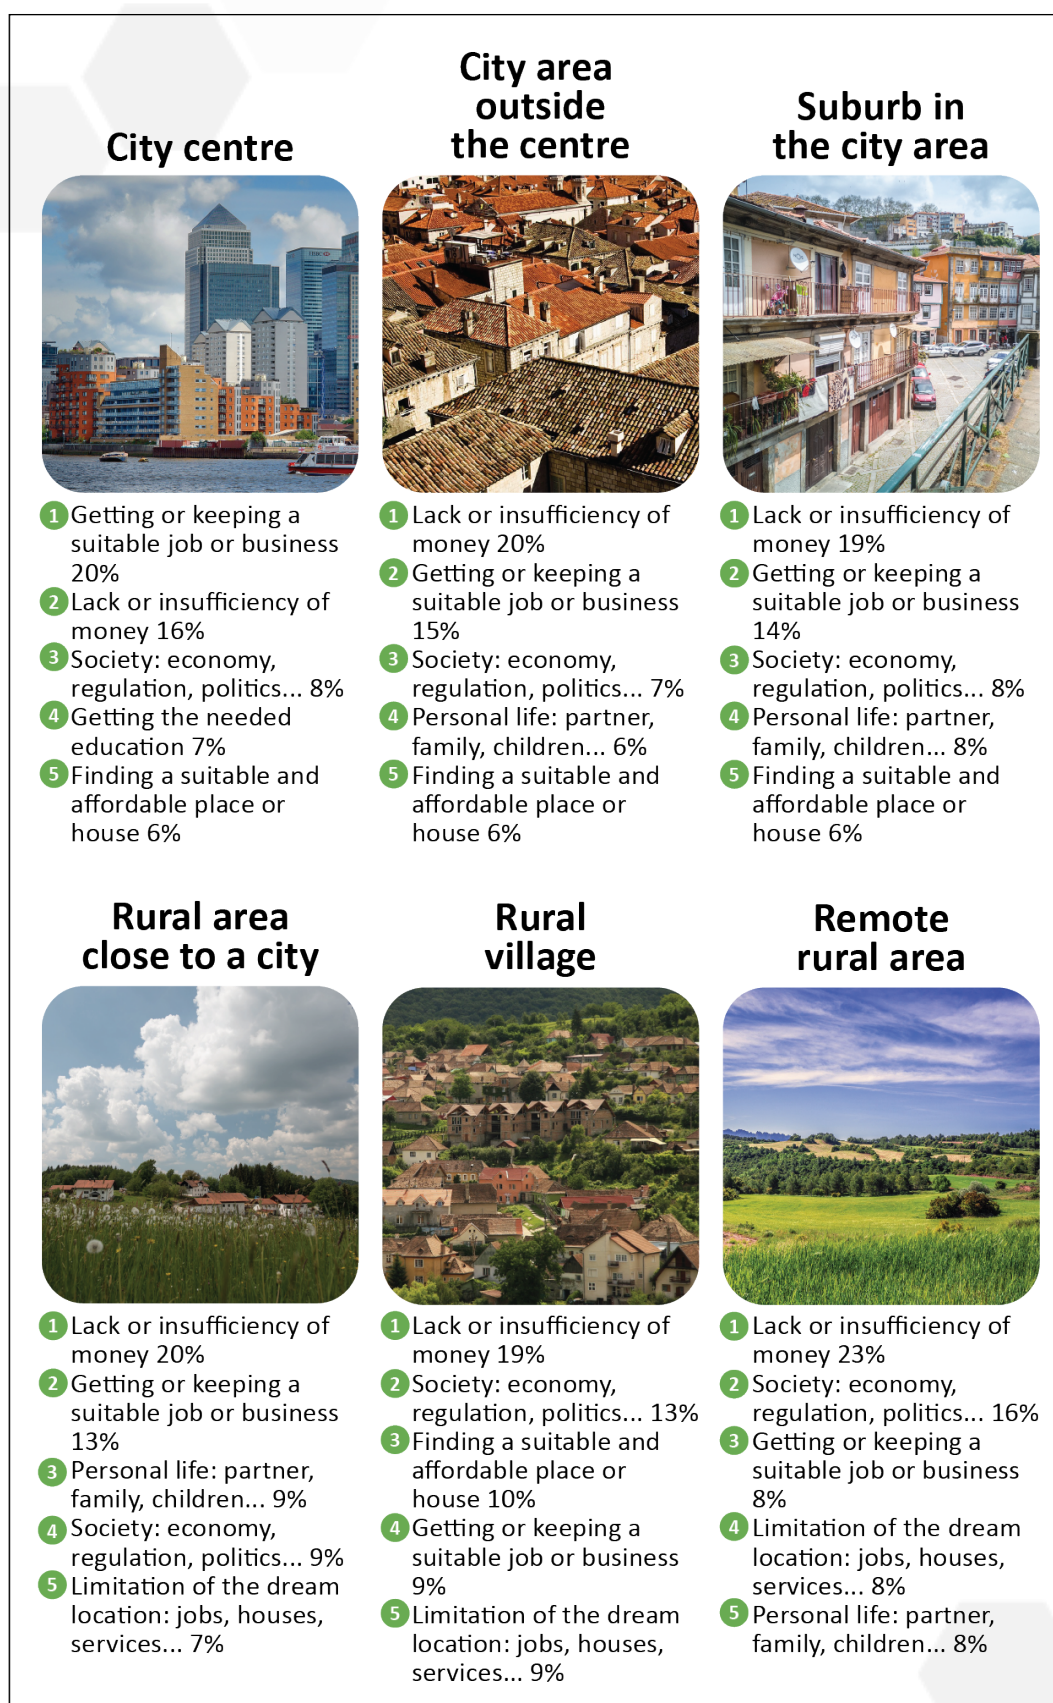 City centre
City area
outside
the centre
Suburb in
the city area
1 Getting or keeping a
suitable job or business
20%
2 Lack or insufficiency of
money 16%
3 Society: economy,
regulation, politics... 8%
4 Getting the needed
education 7%
5 Finding a suitable and
affordable place or
house 6%
1 Lack or insufficiency of
money 20%
2 Getting or keeping a
suitable job or business
15%
3 Society: economy,
regulation, politics... 7%
4 Personal life: partner,
family, children... 6%
5 Finding a suitable and
affordable place or
house 6%
1 Lack or insufficiency of
money 19%
2 Getting or keeping a
suitable job or business
14%
3 Society: economy,
regulation, politics... 8%
4 Personal life: partner,
family, children... 8%
5 Finding a suitable and
affordable place or
house 6%
Rural area
close to a city
Rural
village
Remote
rural area
1 Lack or insufficiency of
money 20%
2 Getting or keeping a
suitable job or business
13%
3 Personal life: partner,
family, children... 9%
4 Society: economy,
regulation, politics... 9%
5 Limitation of the dream
location: jobs, houses,
services... 7%
1 Lack or insufficiency of
money 19%
2 Society: economy,
regulation, politics... 13%
3 Finding a suitable and
affordable place or
house 10%
4 Getting or keeping a
suitable job or business
9%
5 Limitation of the dream
location: jobs, houses,
services... 9%
1 Lack or insufficiency of
money 23%
2 Society: economy,
regulation, politics... 16%
3 Getting or keeping a
suitable job or business
8%
4 Limitation of the dream
location: jobs, houses,
services... 8%
5 Personal life: partner,
family, children... 8%